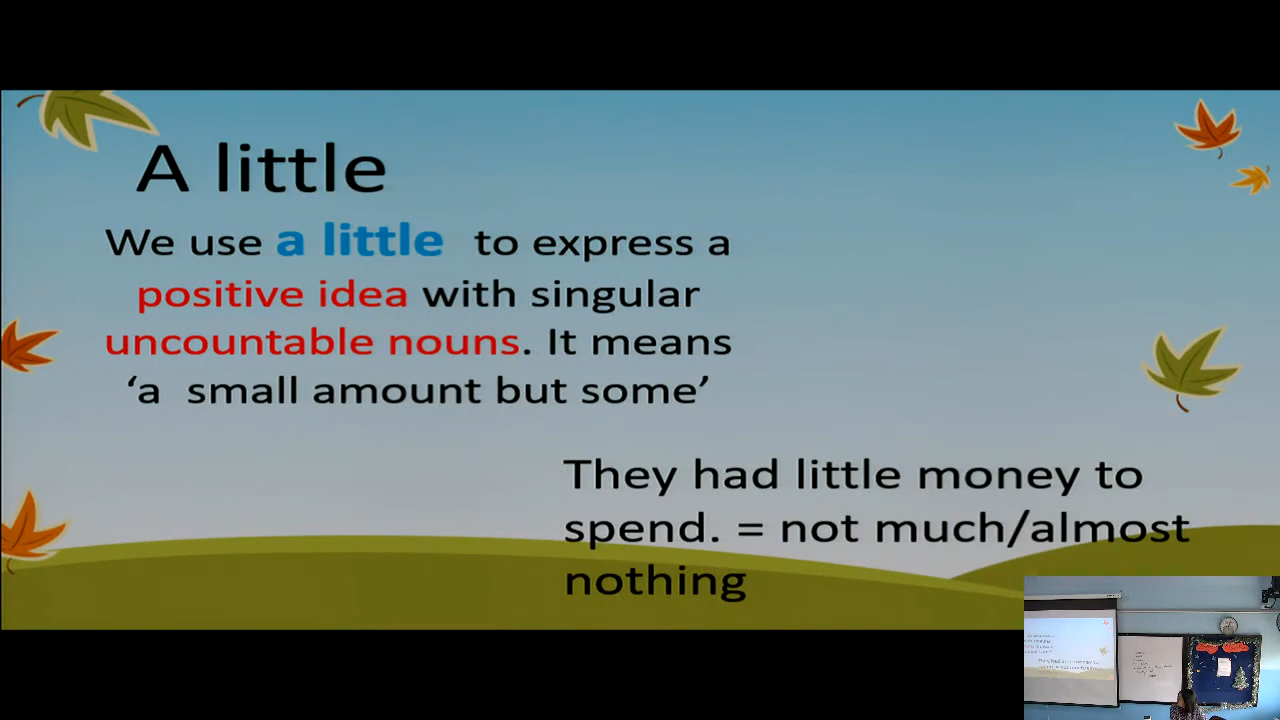 A little
We use a little to express a
positive idea with singular
uncountable nouns. It means
‘a small amount but some’
They had little money to
spend. = not much/almost
nothing